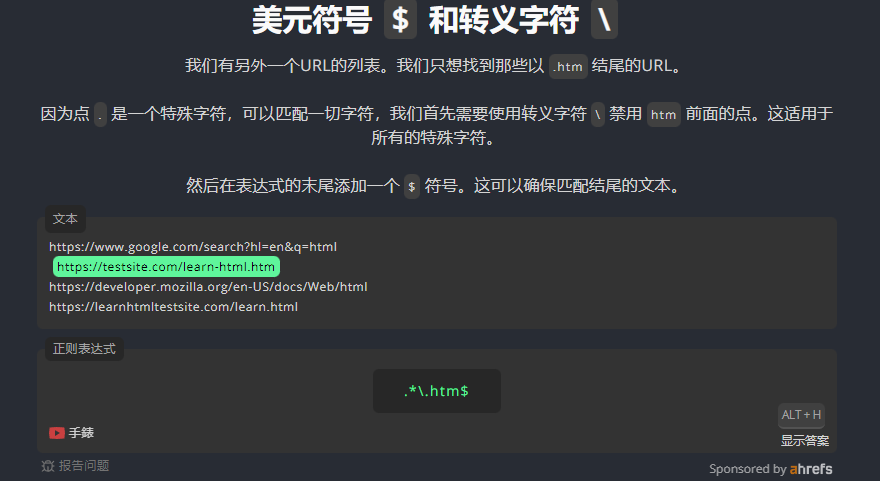 美元符号 $ 和转义字符 \
我们有另外一个URL的列表。我们只想找到那些以 .htm 结尾的URL。
因为点 . 是一个特殊字符，可以匹配一切字符，我们首先需要使用转义字符 \ 禁用 htm 前面的点。这适用于
所有的特殊字符。
然后在表达式的末尾添加一个 $ 符号。这可以确保匹配结尾的文本。
文本
https://www.google.com/search?hl=en&q=html
https://testsite.com/learn-html.htm
https://developer.mozilla.org/en-US/docs/Web/html
https://learnhtmltestsite.com/learn.html
正则表达式
.*\.htm$
ALT + H
手錶
显示答案
报告问题
Sponsored by ahrefs